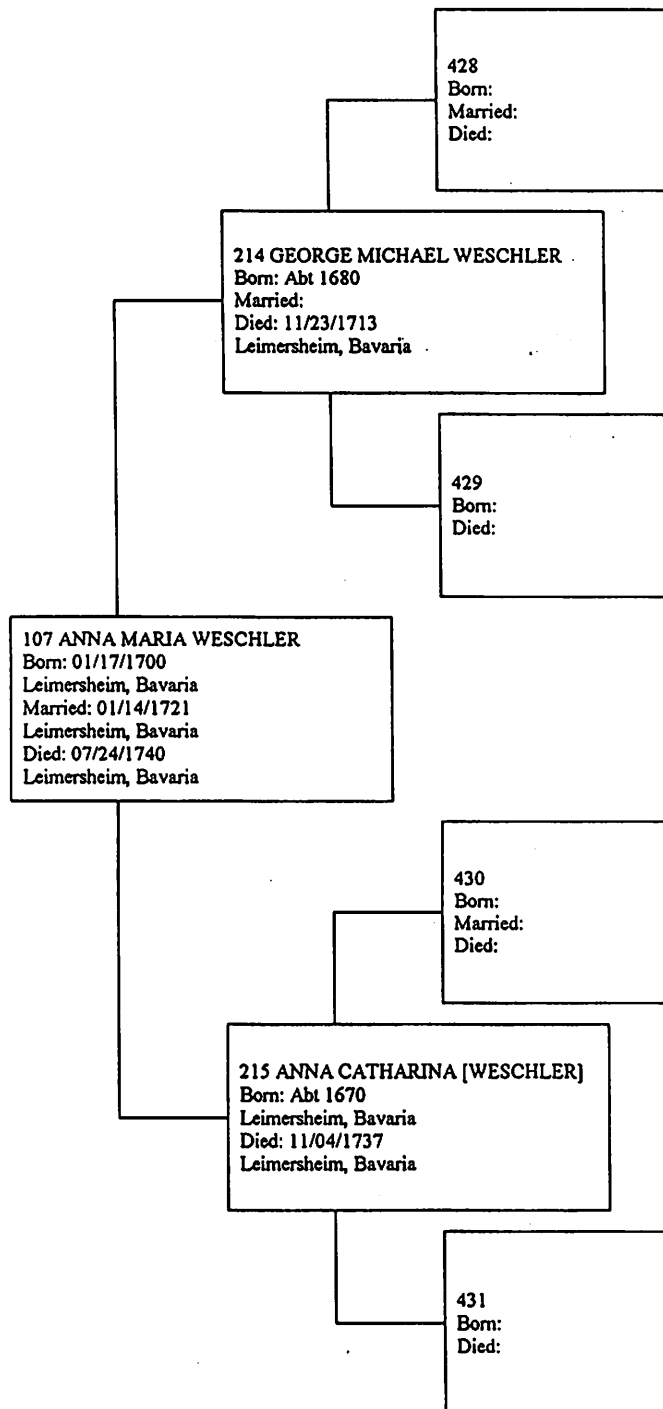 428
Born:
Married:
Died:
214 GEORGE MICHAEL WESCHLER
Born: Abt 1680
Married:
Died: 11/23/1713
Leimersheim, Bavaria
429
Born:
Died:
107 ANNA MARIA WESCHLER
Born: 01/17/1700
Leimersheim, Bavaria
Married: 01/14/1721
Leimersheim, Bavaria
Died: 07/24/1740
Leimersheim, Bavaria
430
Born:
Married:
Died:
215 ANNA CATHARINA [WESCHLER]
Born: Abt 1670
Leimersheim, Bavaria
Died: 11/04/1737
Leimersheim, Bavaria
431
Born:
Died: